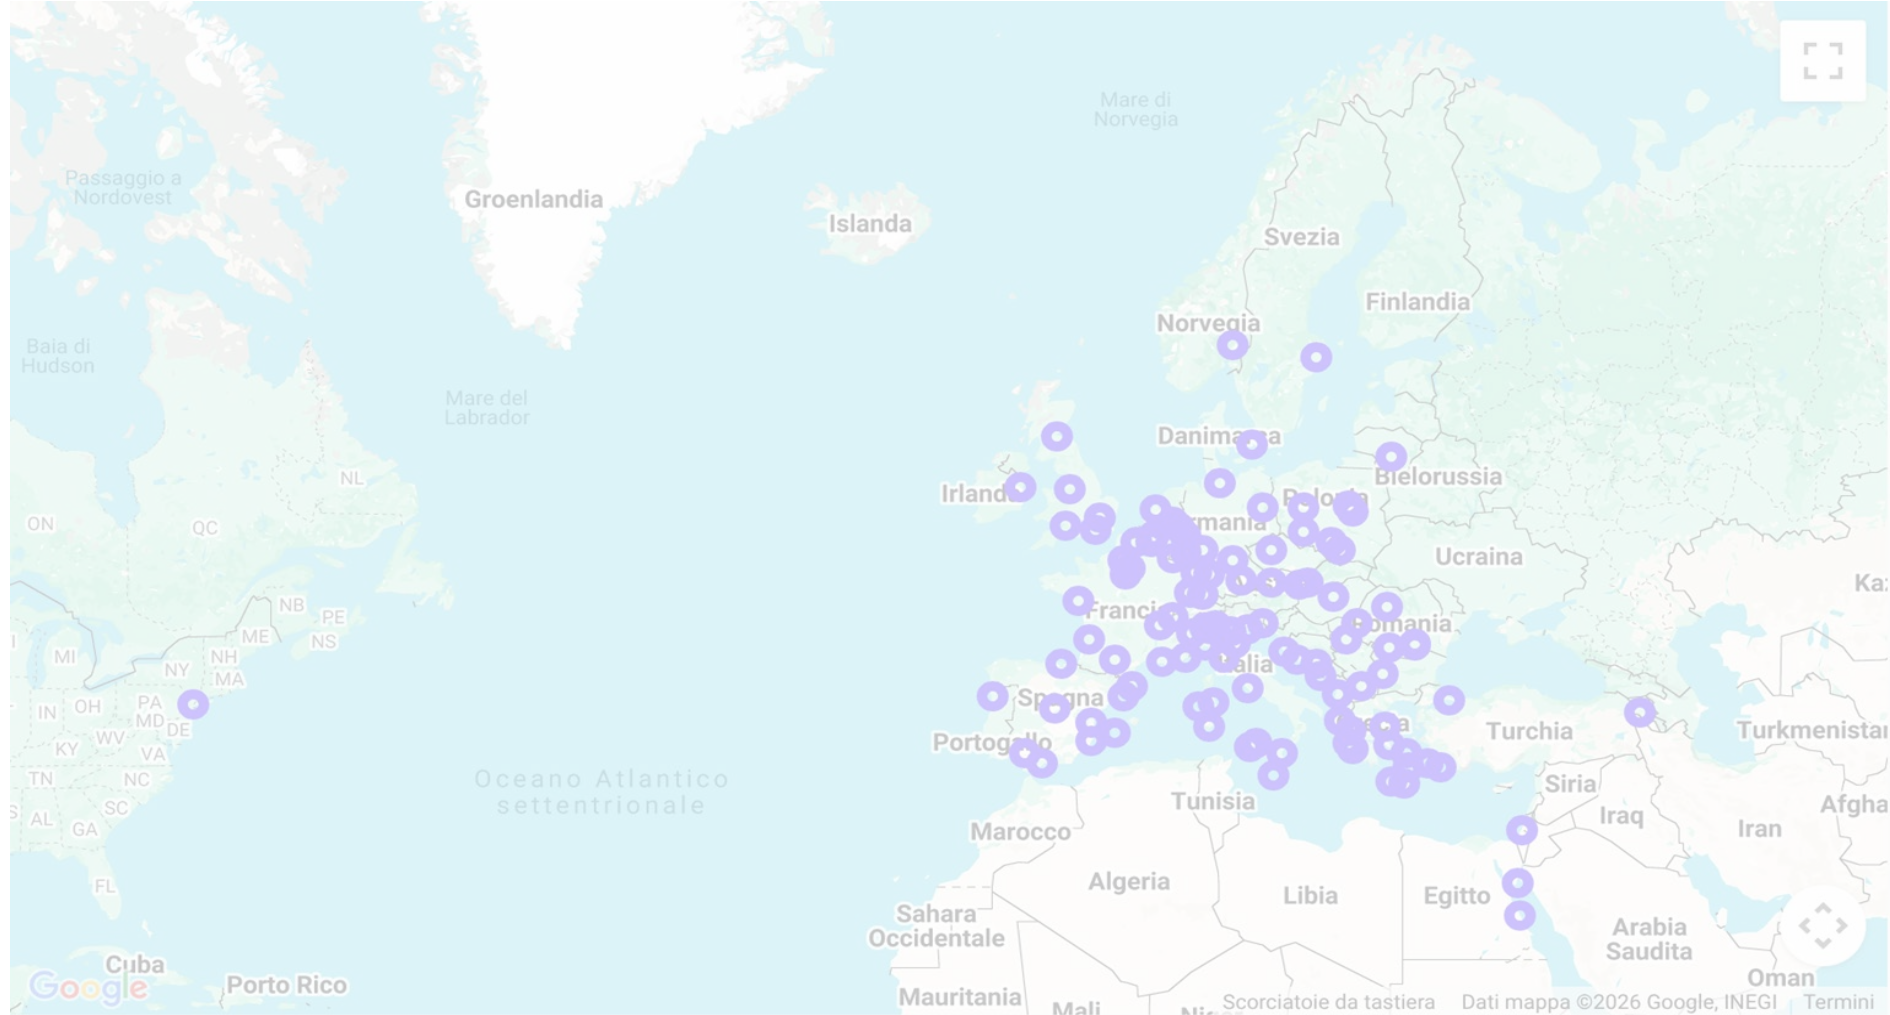 Mare di
Norvegia
Passaggio a
Nordovest
Groenlandia
Islanda
Svezia
Finlandia
Norvegia
Baia di
Hudson
Mare del
Labrador
Danimarca
Bielorussia
NL
Irlanda
Polonia
ON
QC
Ucraina
NB
PE
Francia
Romania
ME
NS
MI
NH
NY
MA
Italia
Spagna
PA
OH
IN
MD
DE
WV
KY
VA
Portogallo
Turchia
Turkmenistan
TN
NC
Oceano Atlantico
settentrionale
Siria
SC
AL
GA
Tunisia
Marocco
Iraq
Iran
Afgha
Algeria
Libia
Egitto
FL
Sahara
Occidentale
Arabia
Saudita
Cuba
Porto Rico
Google
Oman
Mauritania
Mali
Scorciatoie da tastiera
Dati mappa ©2026 Google, INEGI
Termini